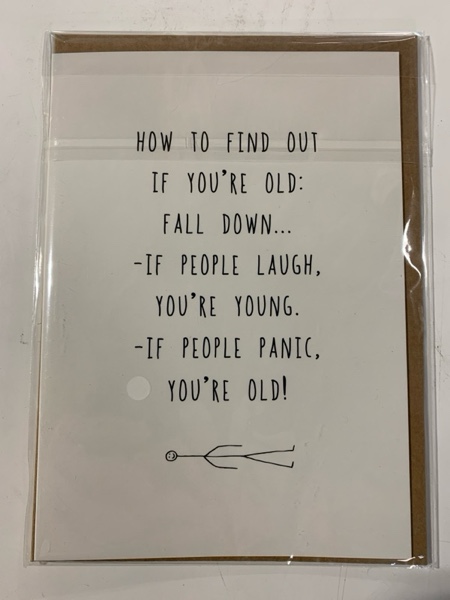 HOW TO FIND OUT
IF YOU'RE OLD:
FALL DOWN...
-IF PEOPLE LAUGH,
YOU'RE YOUNG.
-IF PEOPLE PANIC,
YOU'RE OLD!